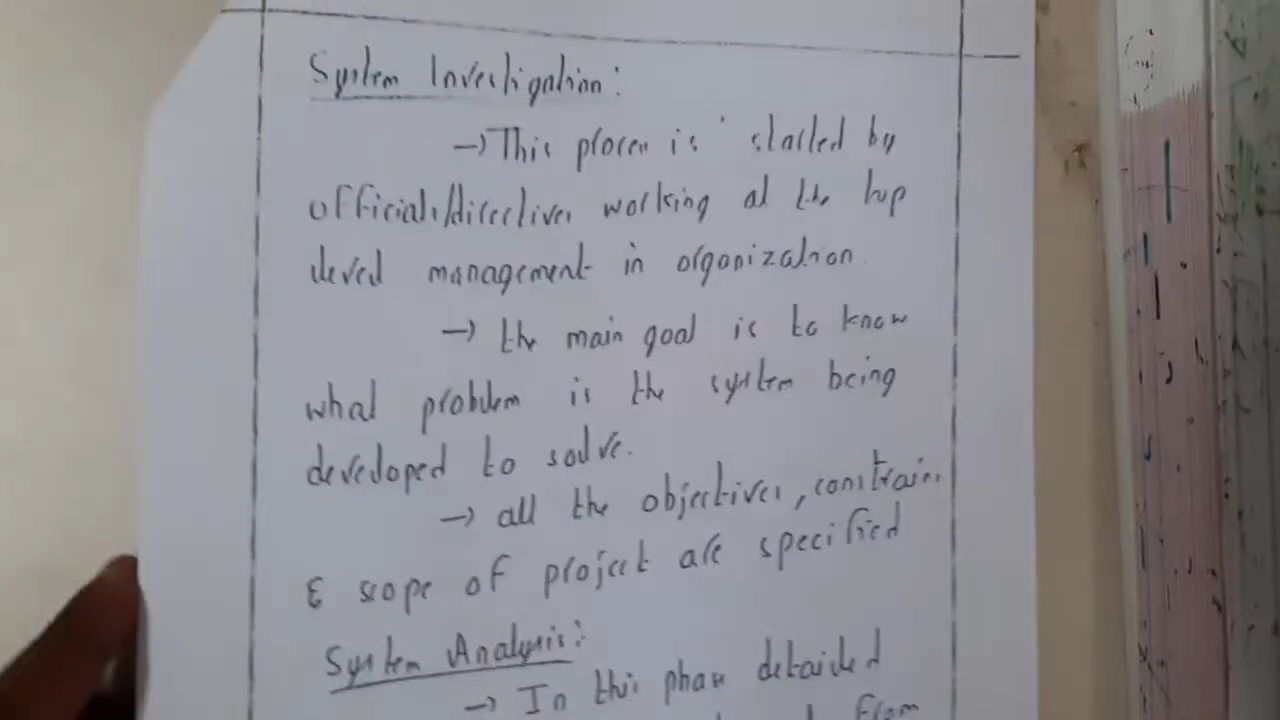 System Investigation:
→ This process is started by
officials/directives working at the top
level management in organization.
→ the main goal is to know
what problem is the system being
developed to solve.
→ all the objectives, constrains
& scope of project are specified
System Analysis:
→ In this phase detailed
from